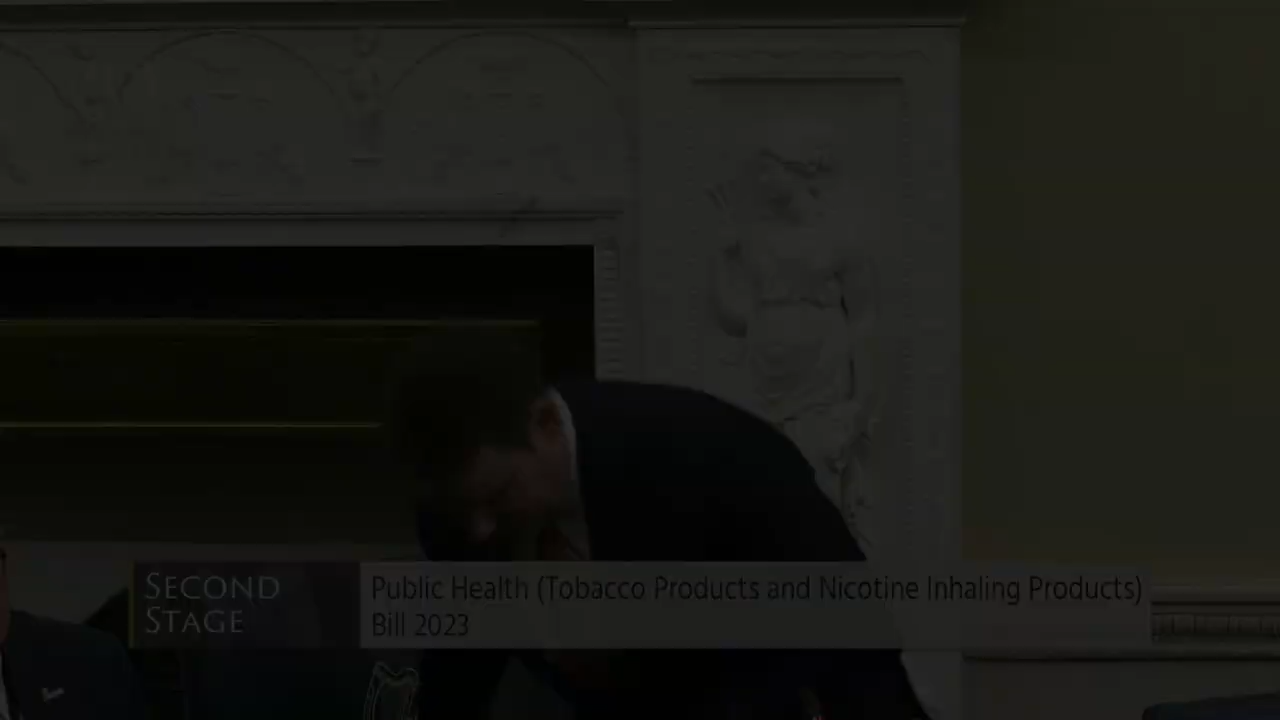 SECOND
STAGE
Public Health (Tobacco Products and Nicotine Inhaling Products)
Bill 2023